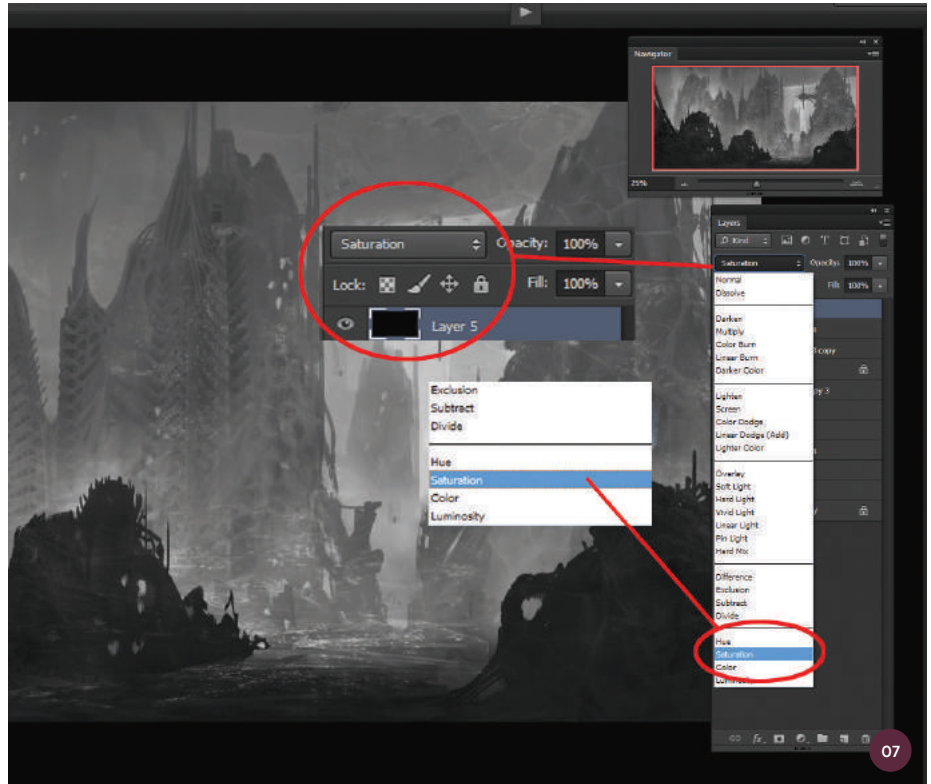 Navigator
25%
Saturation
Opacity: 100%
Lock:
Fill: 100%
Layer 5
Exclusion
Subtract
Divide
Hue
Saturation
Color
Luminosity
Layers
Kind
Saturation
Opacity: 100%
Fill: 100%
Normal
Dissolve
Darken
Multiply
Color Burn
Linear Burn
Darker Color
copy
Lighten
Screen
Color Dodge
Linear Dodge (Add)
Lighter Color
Overlay
Soft Light
Hard Light
Vivid Light
Linear Light
Pin Light
Hard Mix
Difference
Exclusion
Subtract
Divide
Hue
Saturation
Color
Luminosity
fx
07